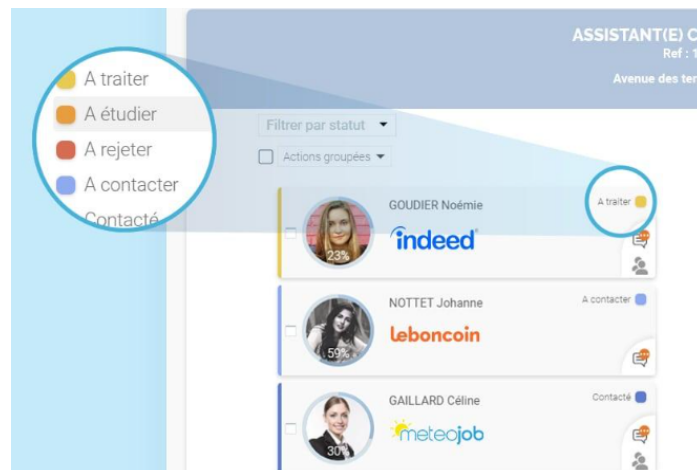 ASSISTANT(E) C
Ref : 1
Avenue des ter
A traiter
A étudier
A rejeter
A contacter
Contacté
Filtrer par statut
Actions groupées
GOUDIER Noémie
A traiter
indeed
23%
NOTTET Johanne
A contacter
leboncoin
59%
GAILLARD Céline
Contacté
meteojob
30%